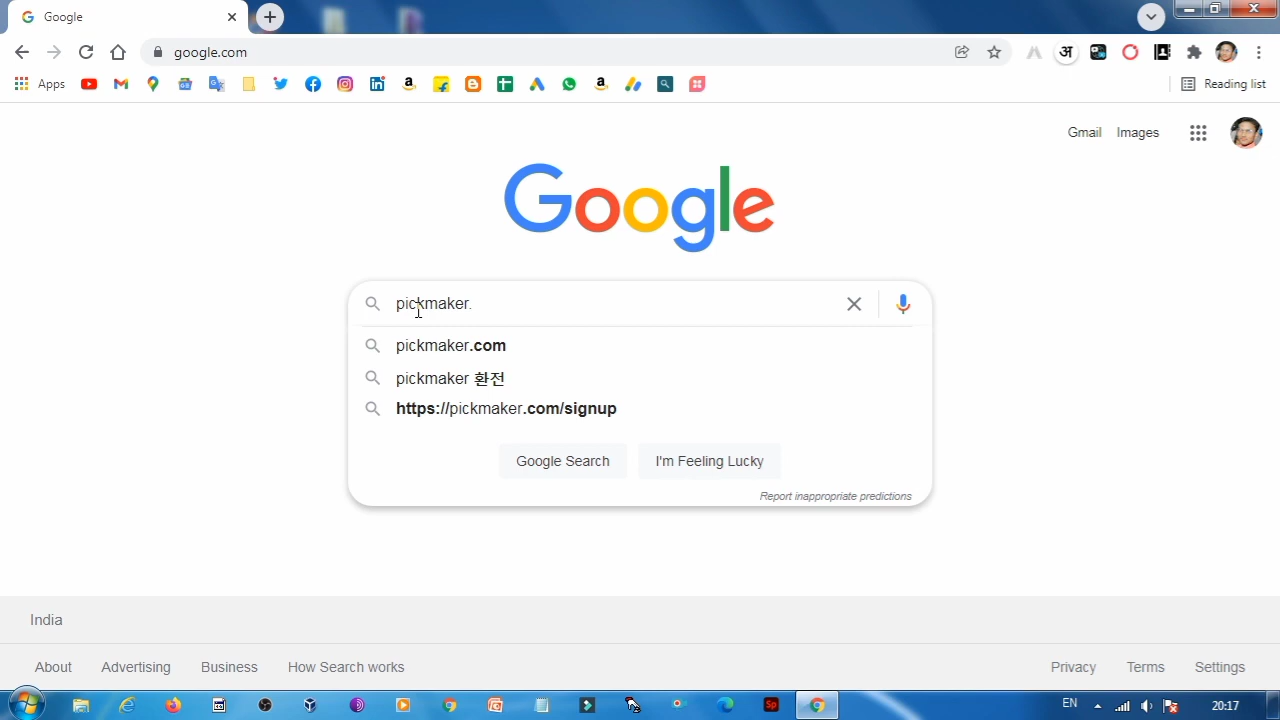 Google
google.com
Apps
Reading list
Gmail Images
Google
pickmaker.
pickmaker.com
pickmaker 환전
https://pickmaker.com/signup
Google Search I'm Feeling Lucky
Report inappropriate predictions
India
About Advertising Business How Search works Privacy Terms Settings
Sp EN 20:17